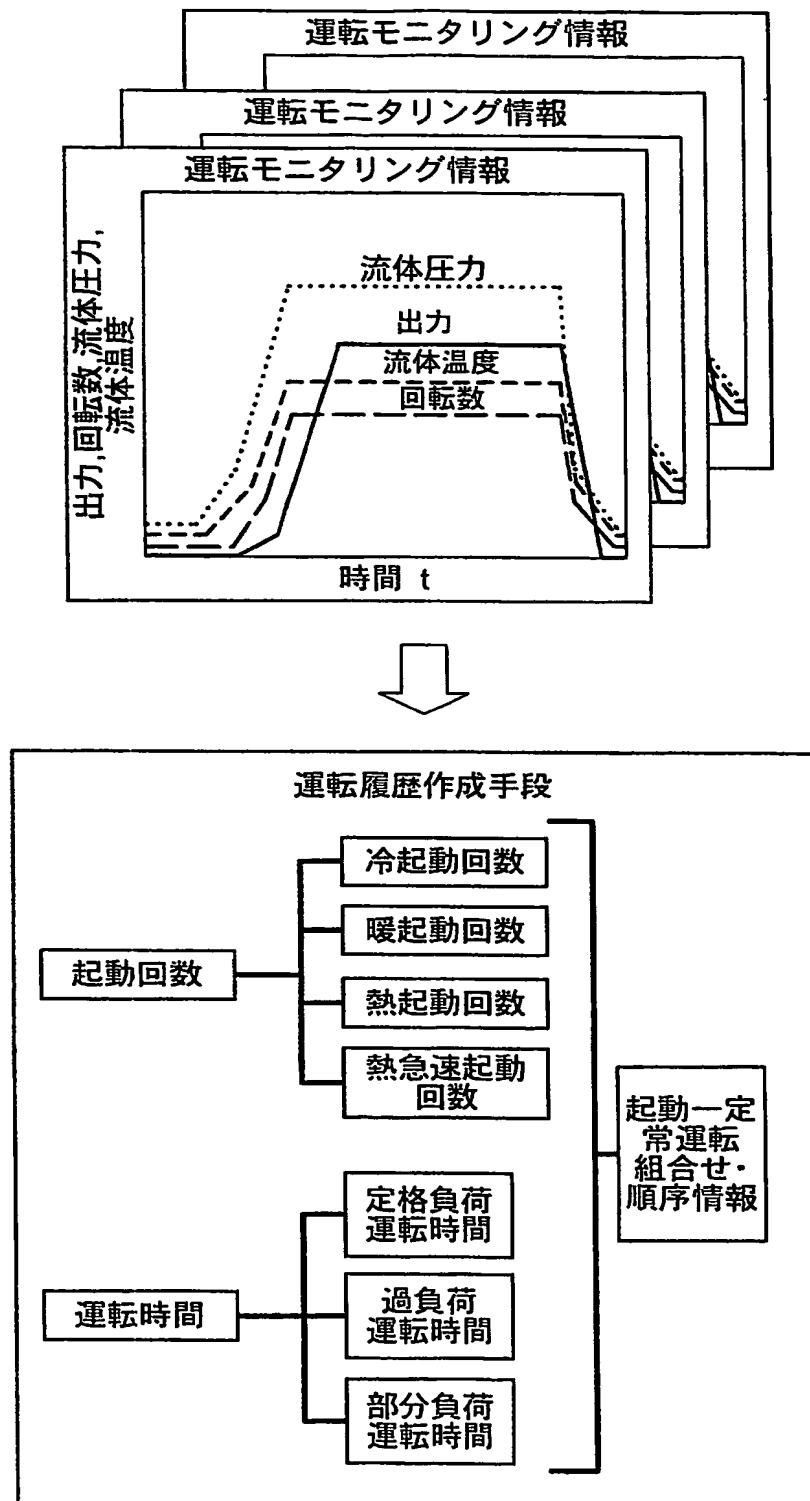 運転モニタリング情報
運転モニタリング情報
運転モニタリング情報
出力,回転数,流体圧力,
流体温度
流体圧力
出力
流体温度
回転数
時間 t
運転履歴作成手段
冷起動回数
暖起動回数
起動回数
熱起動回数
熱急速起動
回数
起動一定
常運転
組合せ・
順序情報
定格負荷
運転時間
運転時間
過負荷
運転時間
部分負荷
運転時間